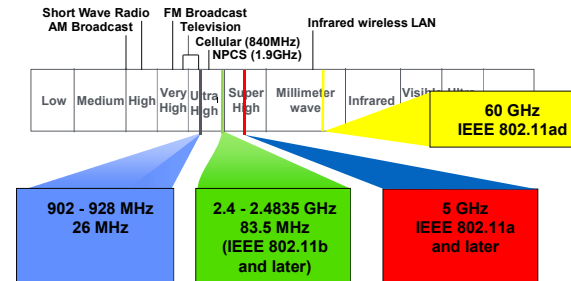 Short Wave Radio
AM Broadcast
FM Broadcast
Television
Infrared wireless LAN
Cellular (840MHz)
NPCS (1.9GHz)
Low
Medium
High
Very
High
Ultra
High
Super
High
Millimeter
wave
Infrared
Visible
Ultra
60 GHz
IEEE 802.11ad
902 - 928 MHz
26 MHz
2.4 - 2.4835 GHz
83.5 MHz
(IEEE 802.11b
and later)
5 GHz
IEEE 802.11a
and later